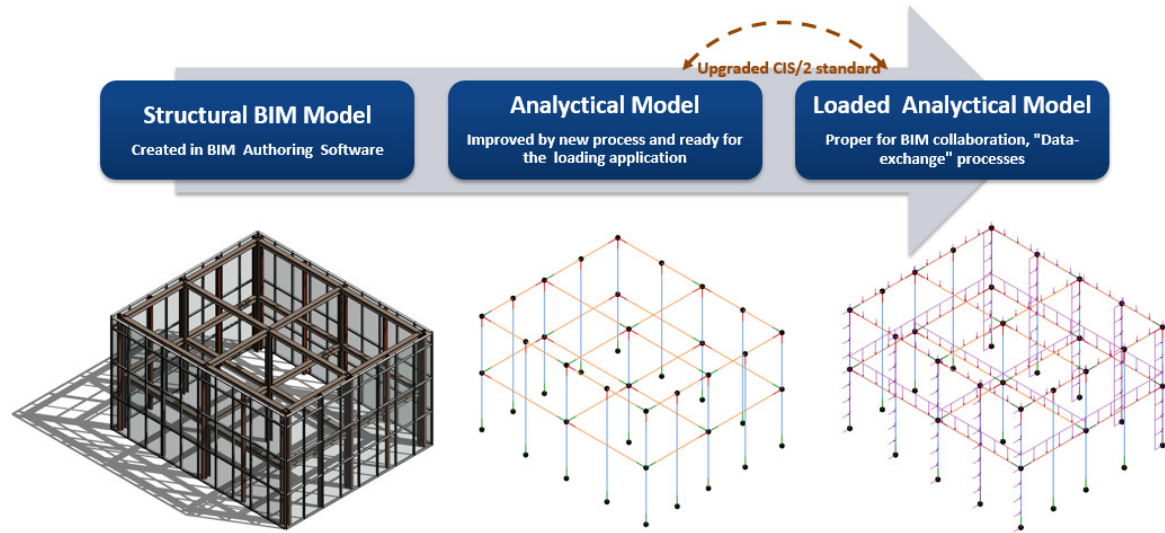 Upgraded CIS/2 standard
Structural BIM Model
Created in BIM Authoring Software
Analyctical Model
Improved by new process and ready for
the loading application
Loaded Analyctical Model
Proper for BIM collaboration, "Data-
exchange" processes